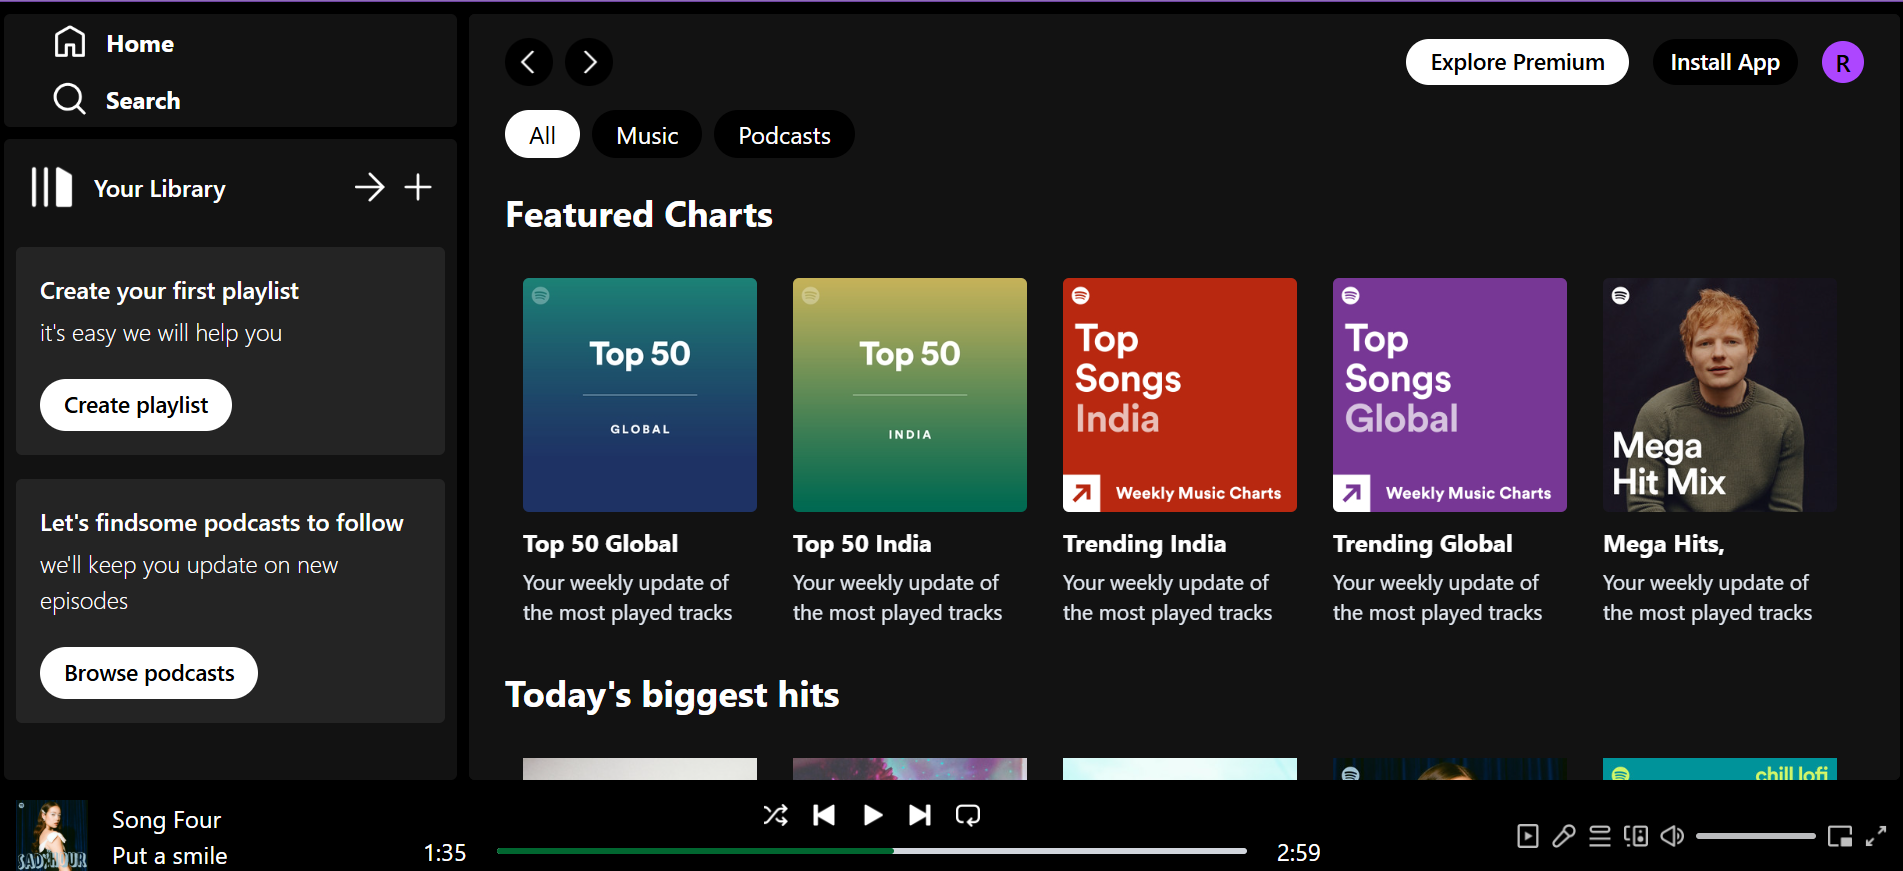 Home
Search
Your Library
Create your first playlist
it's easy we will help you
Create playlist
Let's findsome podcasts to follow
we'll keep you update on new
episodes
Browse podcasts
Explore Premium
Install App
R
All
Music
Podcasts
Featured Charts
Top 50
GLOBAL
Top 50 Global
Your weekly update of
the most played tracks
Top 50
INDIA
Top 50 India
Your weekly update of
the most played tracks
Top
Songs
India
Weekly Music Charts
Trending India
Your weekly update of
the most played tracks
Top
Songs
Global
Weekly Music Charts
Trending Global
Your weekly update of
the most played tracks
Mega
Hit Mix
Mega Hits,
Your weekly update of
the most played tracks
Today's biggest hits
chill lofi
SAD HOUR
Song Four
Put a smile
1:35
2:59